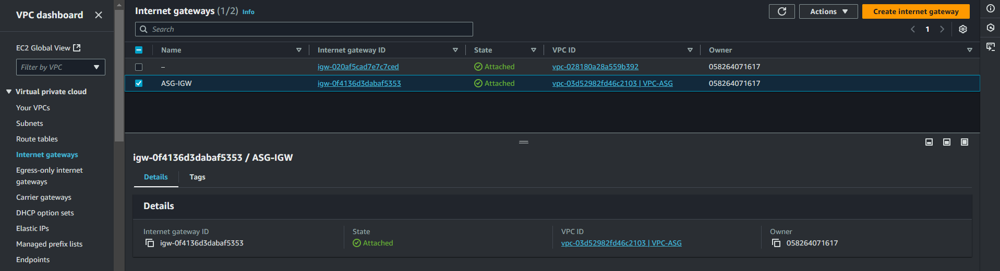 VPC dashboard
EC2 Global View
Filter by VPC
Virtual private cloud
Your VPCs
Subnets
Route tables
Internet gateways
Egress-only internet
gateways
Carrier gateways
DHCP option sets
Elastic IPs
Managed prefix lists
Endpoints
Internet gateways (1/2) Info
Actions
Create internet gateway
Search
1
Name Internet gateway ID State VPC ID Owner
– igw-020af5cad7e7c7ced Attached vpc-028180a28a559b392 058264071617
ASG-IGW igw-0f4136d3dabaf5353 Attached vpc-03d52982fd46c2103 | VPC-ASG 058264071617
igw-0f4136d3dabaf5353 / ASG-IGW
Details Tags
Details
Internet gateway ID State VPC ID Owner
igw-0f4136d3dabaf5353 Attached vpc-03d52982fd46c2103 | VPC-ASG 058264071617